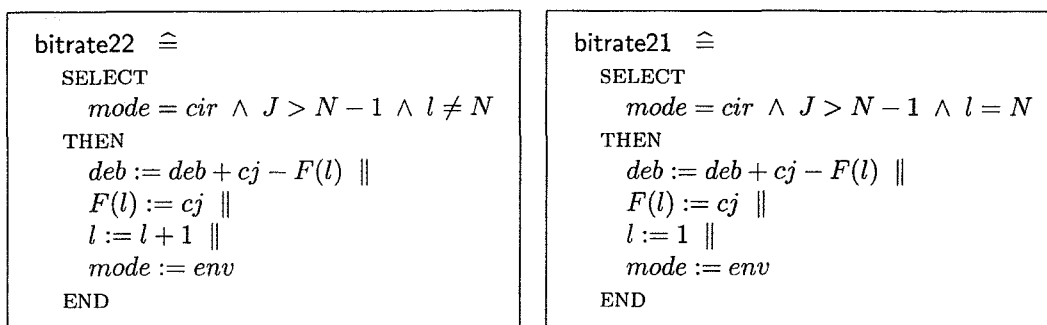 bitrate22 ≙
SELECT
mode = cir ∧ J > N − 1 ∧ l ≠ N
THEN
deb := deb + cj − F(l) ||
F(l) := cj ||
l := l + 1 ||
mode := env
END
bitrate21 ≙
SELECT
mode = cir ∧ J > N − 1 ∧ l = N
THEN
deb := deb + cj − F(l) ||
F(l) := cj ||
l := 1 ||
mode := env
END